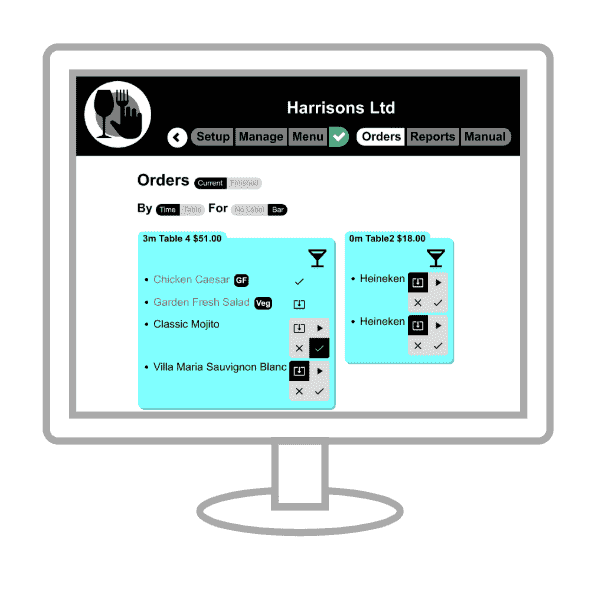 Harrisons Ltd
Setup Manage Menu Orders Reports Manual
Orders Current Finished
By Time Table For No Label Bar
3m Table 4 $51.00
Chicken Caesar GF
Garden Fresh Salad Veg
Classic Mojito
Villa Maria Sauvignon Blanc
0m Table2 $18.00
Heineken
Heineken